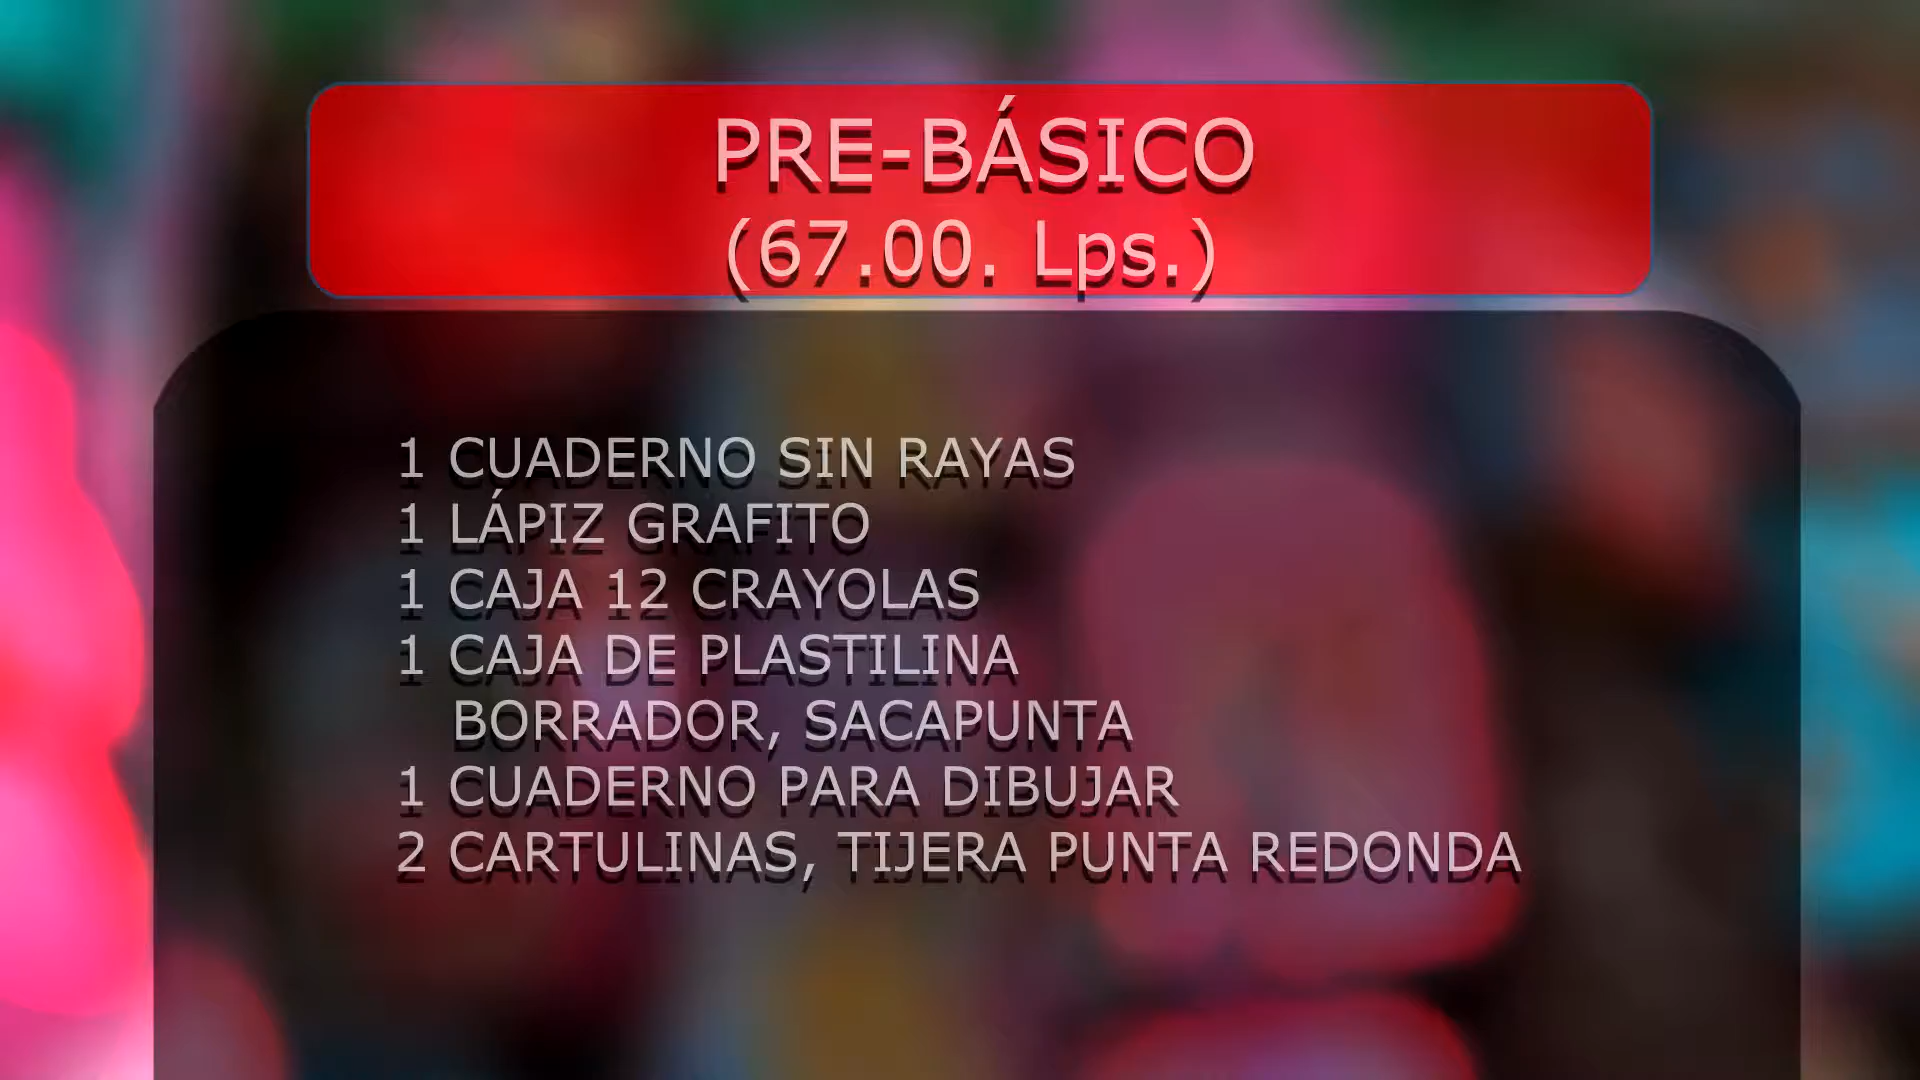 PRE-BÁSICO
(67.00. Lps.)
1 CUADERNO SIN RAYAS
1 LÁPIZ GRAFITO
1 CAJA 12 CRAYOLAS
1 CAJA DE PLASTILINA
BORRADOR, SACAPUNTA
1 CUADERNO PARA DIBUJAR
2 CARTULINAS, TIJERA PUNTA REDONDA